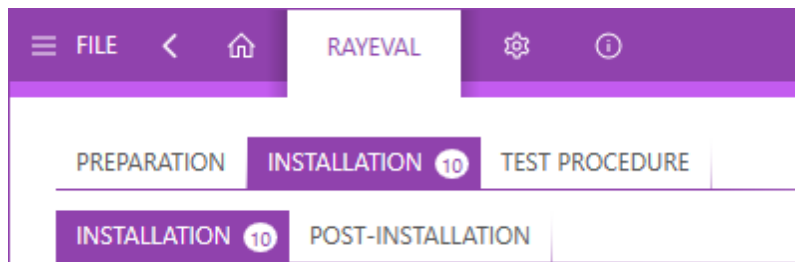 FILE RAYEVAL
PREPARATION INSTALLATION 10 TEST PROCEDURE
INSTALLATION 10 POST-INSTALLATION